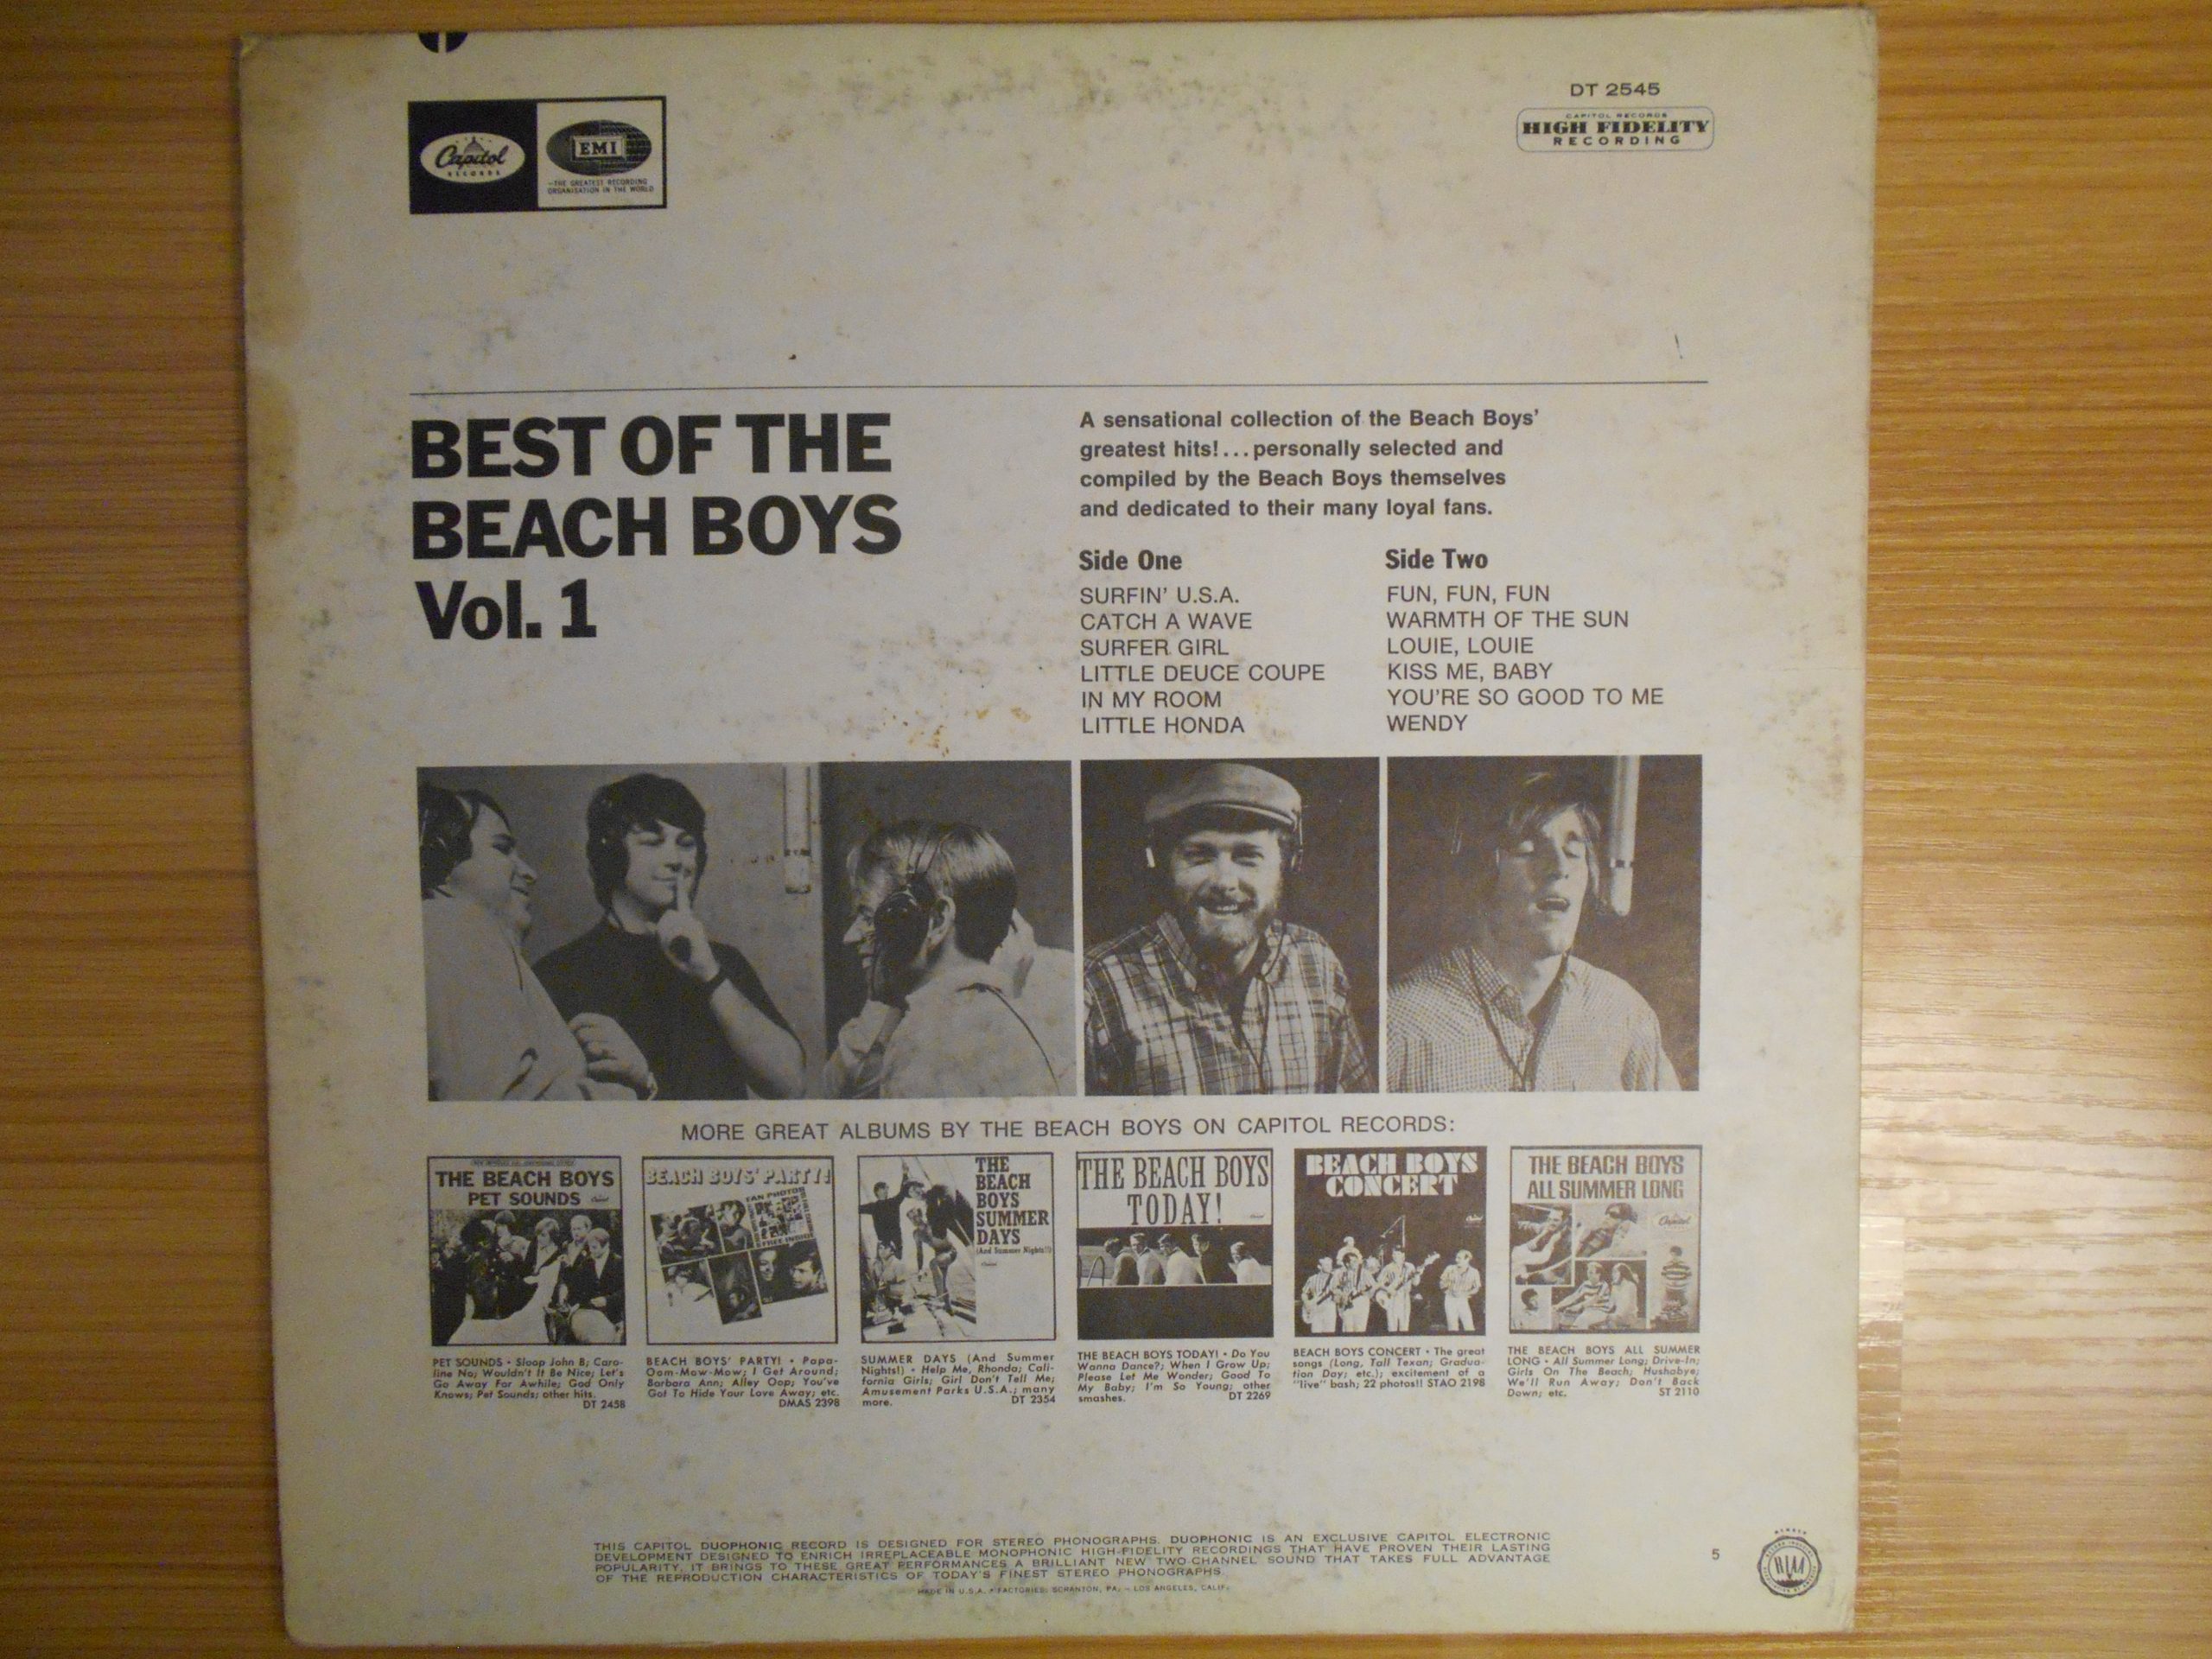 Capitol
RECORDS
EMI
—THE GREATEST RECORDING
ORGANISATION IN THE WORLD
DT 2545
CAPITOL RECORDS
HIGH FIDELITY
RECORDING
BEST OF THE
BEACH BOYS
Vol. 1
A sensational collection of the Beach Boys'
greatest hits!...personally selected and
compiled by the Beach Boys themselves
and dedicated to their many loyal fans.
Side One
SURFIN' U.S.A.
CATCH A WAVE
SURFER GIRL
LITTLE DEUCE COUPE
IN MY ROOM
LITTLE HONDA
Side Two
FUN, FUN, FUN
WARMTH OF THE SUN
LOUIE, LOUIE
KISS ME, BABY
YOU'RE SO GOOD TO ME
WENDY
MORE GREAT ALBUMS BY THE BEACH BOYS ON CAPITOL RECORDS:
THE BEACH BOYS
PET SOUNDS
PET SOUNDS • Sloop John B; Caro-
line No; Wouldn't It Be Nice; Let's
Go Away For Awhile; God Only
Knows; Pet Sounds; other hits.
DT 2458
BEACH BOYS' PARTY!
BEACH BOYS' PARTY! • Papa-
Oom-Mow-Mow; I Get Around;
Barbara Ann; Alley Oop; You've
Got To Hide Your Love Away; etc.
DMAS 2398
THE
BEACH
BOYS
SUMMER
DAYS
(And Summer Nights!!)
SUMMER DAYS (And Summer
Nights!) • Help Me, Rhonda; Cali-
fornia Girls; Girl Don't Tell Me;
Amusement Parks U.S.A.; many
more. DT 2354
THE BEACH BOYS
TODAY!
THE BEACH BOYS TODAY! • Do You
Wanna Dance?; When I Grow Up;
Please Let Me Wonder; Good To
My Baby; I'm So Young; other
smashes. DT 2269
BEACH BOYS
CONCERT
BEACH BOYS CONCERT • The great
songs (Long, Tall Texan; Gradua-
tion Day; etc.); excitement of a
"live" bash; 22 photos!! STAO 2198
THE BEACH BOYS
ALL SUMMER LONG
Capitol
THE BEACH BOYS ALL SUMMER
LONG • All Summer Long; Drive-In;
Girls On The Beach; Hushabye;
We'll Run Away; Don't Back
Down; etc. ST 2110
THIS CAPITOL DUOPHONIC RECORD IS DESIGNED FOR STEREO PHONOGRAPHS. DUOPHONIC IS AN EXCLUSIVE CAPITOL ELECTRONIC
DEVELOPMENT DESIGNED TO ENRICH IRREPLACEABLE MONOPHONIC HIGH-FIDELITY RECORDINGS THAT HAVE PROVEN THEIR LASTING
POPULARITY. IT BRINGS TO THESE GREAT PERFORMANCES A BRILLIANT NEW TWO-CHANNEL SOUND THAT TAKES FULL ADVANTAGE
OF THE REPRODUCTION CHARACTERISTICS OF TODAY'S FINEST STEREO PHONOGRAPHS
MADE IN U.S.A. • FACTORIES: SCRANTON, PA. — LOS ANGELES, CALIF.
5
MEMBER
RIAA